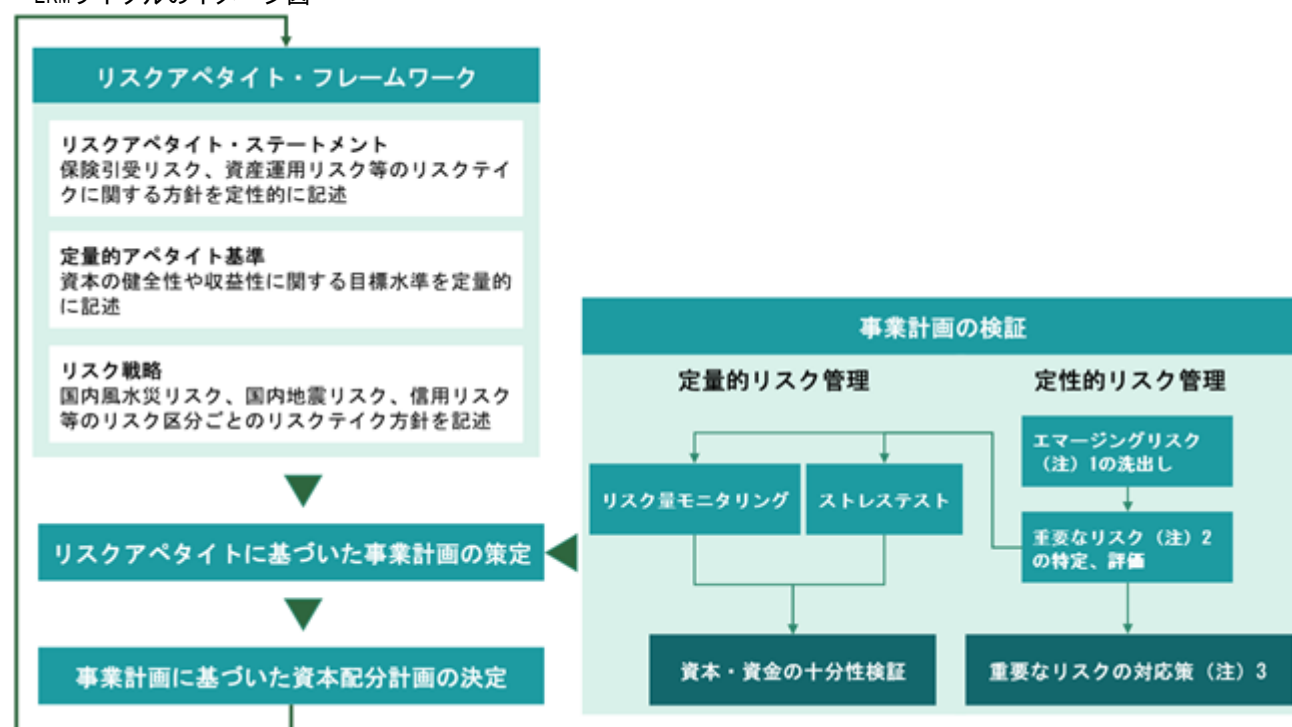 ERMサイクルのイメージ図
リスクアペタイト・フレームワーク
リスクアペタイト・ステートメント
保険引受リスク、資産運用リスク等のリスクテイ
クに関する方針を定性的に記述
定量的アペタイト基準
資本の健全性や収益性に関する目標水準を定量的
に記述
リスク戦略
国内風水災リスク、国内地震リスク、信用リスク
等のリスク区分ごとのリスクテイク方針を記述
リスクアペタイトに基づいた事業計画の策定
事業計画に基づいた資本配分計画の決定
事業計画の検証
定量的リスク管理
定性的リスク管理
リスク量モニタリング
ストレステスト
エマージングリスク
(注)1の洗出し
重要なリスク(注)2
の特定、評価
資本・資金の十分性検証
重要なリスクの対応策(注)3